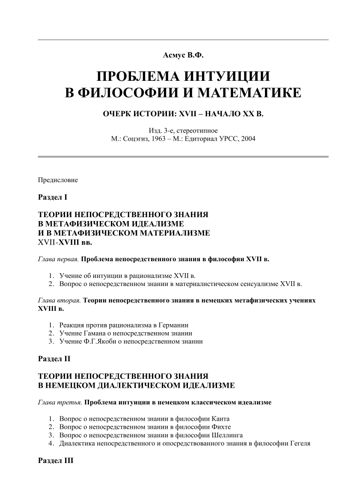 Асмус В.Ф.
ПРОБЛЕМА ИНТУИЦИИ
В ФИЛОСОФИИ И МАТЕМАТИКЕ
ОЧЕРК ИСТОРИИ: XVII – НАЧАЛО XX В.
Изд. 3-е, стереотипное
М.: Соцэгиз, 1963 – М.: Едиториал УРСС, 2004
Предисловие
Раздел I
ТЕОРИИ НЕПОСРЕДСТВЕННОГО ЗНАНИЯ
В МЕТАФИЗИЧЕСКОМ ИДЕАЛИЗМЕ
И В МЕТАФИЗИЧЕСКОМ МАТЕРИАЛИЗМЕ
XVII-XVIII вв.
Глава первая. Проблема непосредственного знания в философии XVII в.
1. Учение об интуиции в рационализме XVII в.
2. Вопрос о непосредственном знании в материалистическом сенсуализме XVII в.
Глава вторая. Теории непосредственного знания в немецких метафизических учениях
XVIII в.
1. Реакция против рационализма в Германии
2. Учение Гамана о непосредственном знании
3. Учение Ф.Г.Якоби о непосредственном знании
Раздел II
ТЕОРИИ НЕПОСРЕДСТВЕННОГО ЗНАНИЯ
В НЕМЕЦКОМ ДИАЛЕКТИЧЕСКОМ ИДЕАЛИЗМЕ
Глава третья. Проблема интуиции в немецком классическом идеализме
1. Вопрос о непосредственном знании в философии Канта
2. Вопрос о непосредственном знании в философии Фихте
3. Вопрос о непосредственном знании в философии Шеллинга
4. Диалектика непосредственного и опосредствованного знания в философии Гегеля
Раздел III